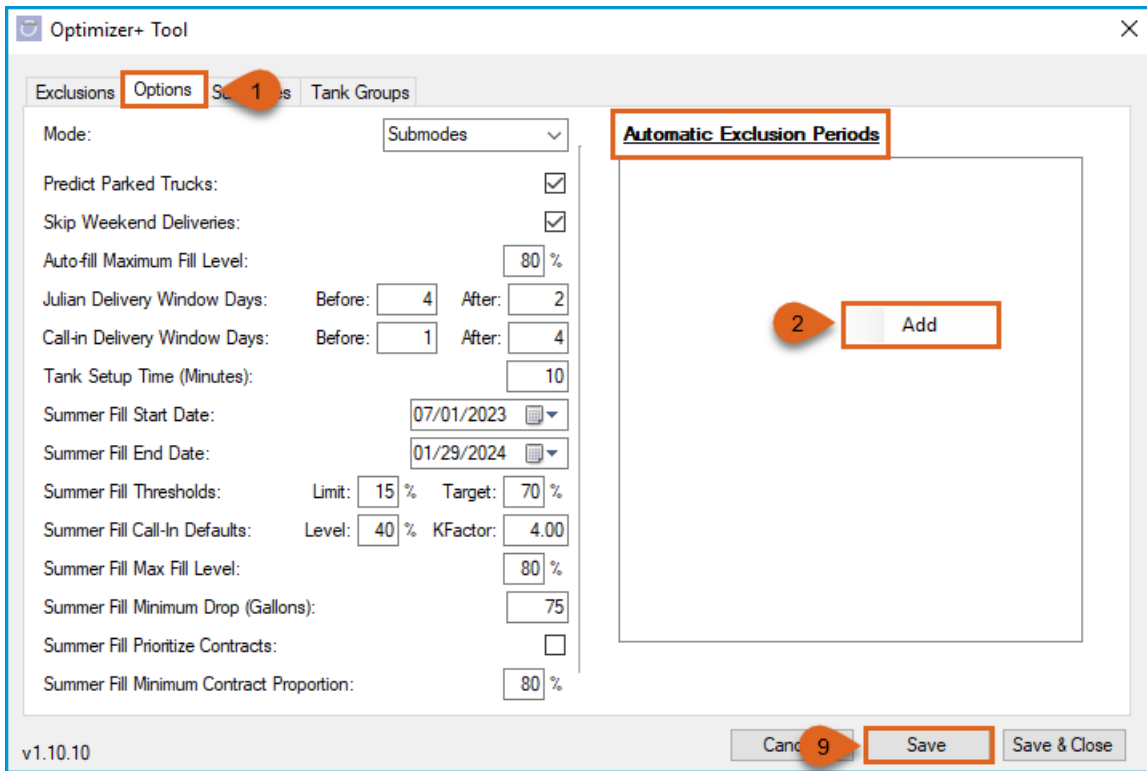 Optimizer+ Tool
Exclusions Options 1 Tank Groups
Mode: Submodes
Automatic Exclusion Periods
Predict Parked Trucks:
Skip Weekend Deliveries:
Auto-fill Maximum Fill Level: 80 %
Julian Delivery Window Days: Before: 4 After: 2
2 Add
Call-in Delivery Window Days: Before: 1 After: 4
Tank Setup Time (Minutes): 10
Summer Fill Start Date: 07/01/2023
Summer Fill End Date: 01/29/2024
Summer Fill Thresholds: Limit: 15 % Target: 70 %
Summer Fill Call-In Defaults: Level: 40 % KFactor: 4.00
Summer Fill Max Fill Level: 80 %
Summer Fill Minimum Drop (Gallons): 75
Summer Fill Prioritize Contracts:
Summer Fill Minimum Contract Proportion: 80 %
v1.10.10 9 Save Save & Close